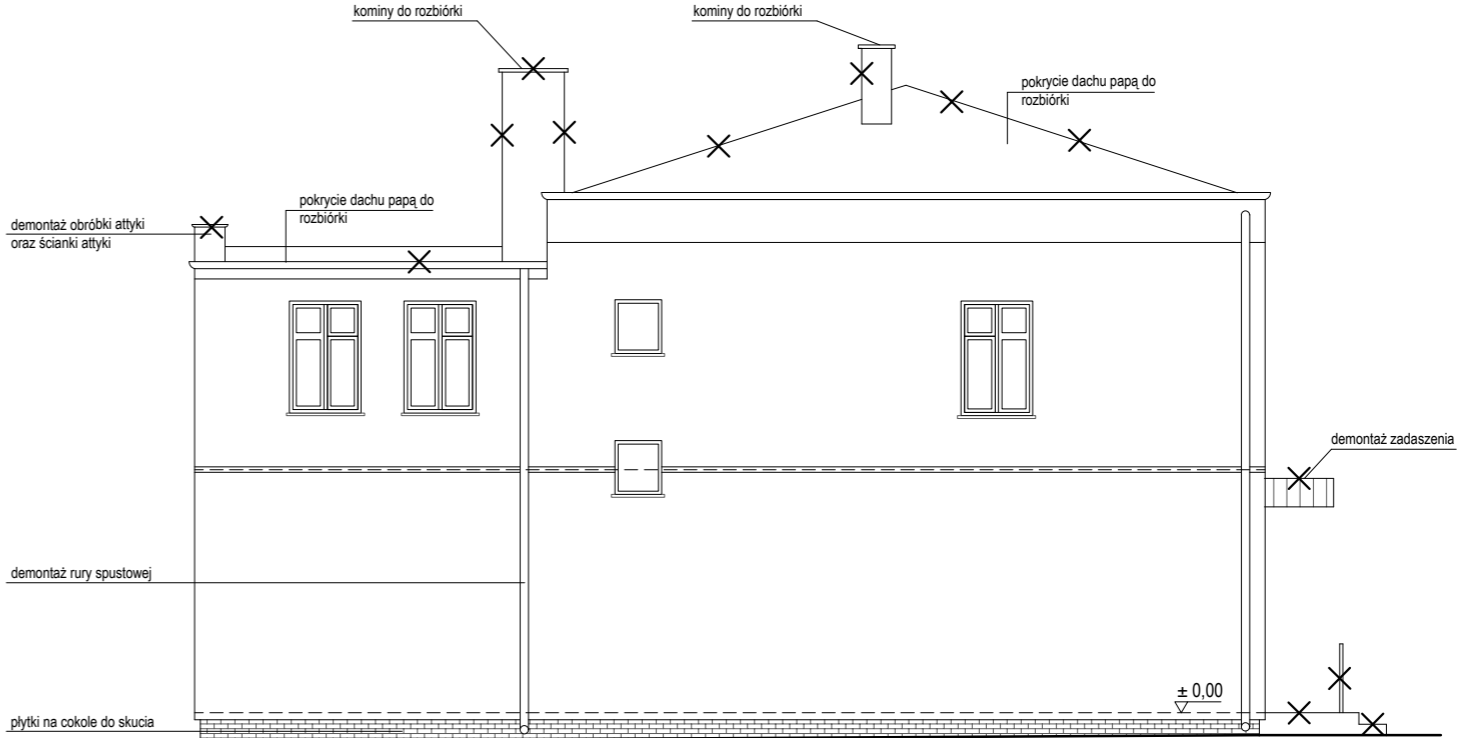 kominy do rozbiórki
kominy do rozbiórki
pokrycie dachu papą do
rozbiórki
pokrycie dachu papą do
rozbiórki
demontaż obróbki attyki
oraz ścianki attyki
demontaż zadaszenia
demontaż rury spustowej
± 0,00
płytki na cokole do skucia